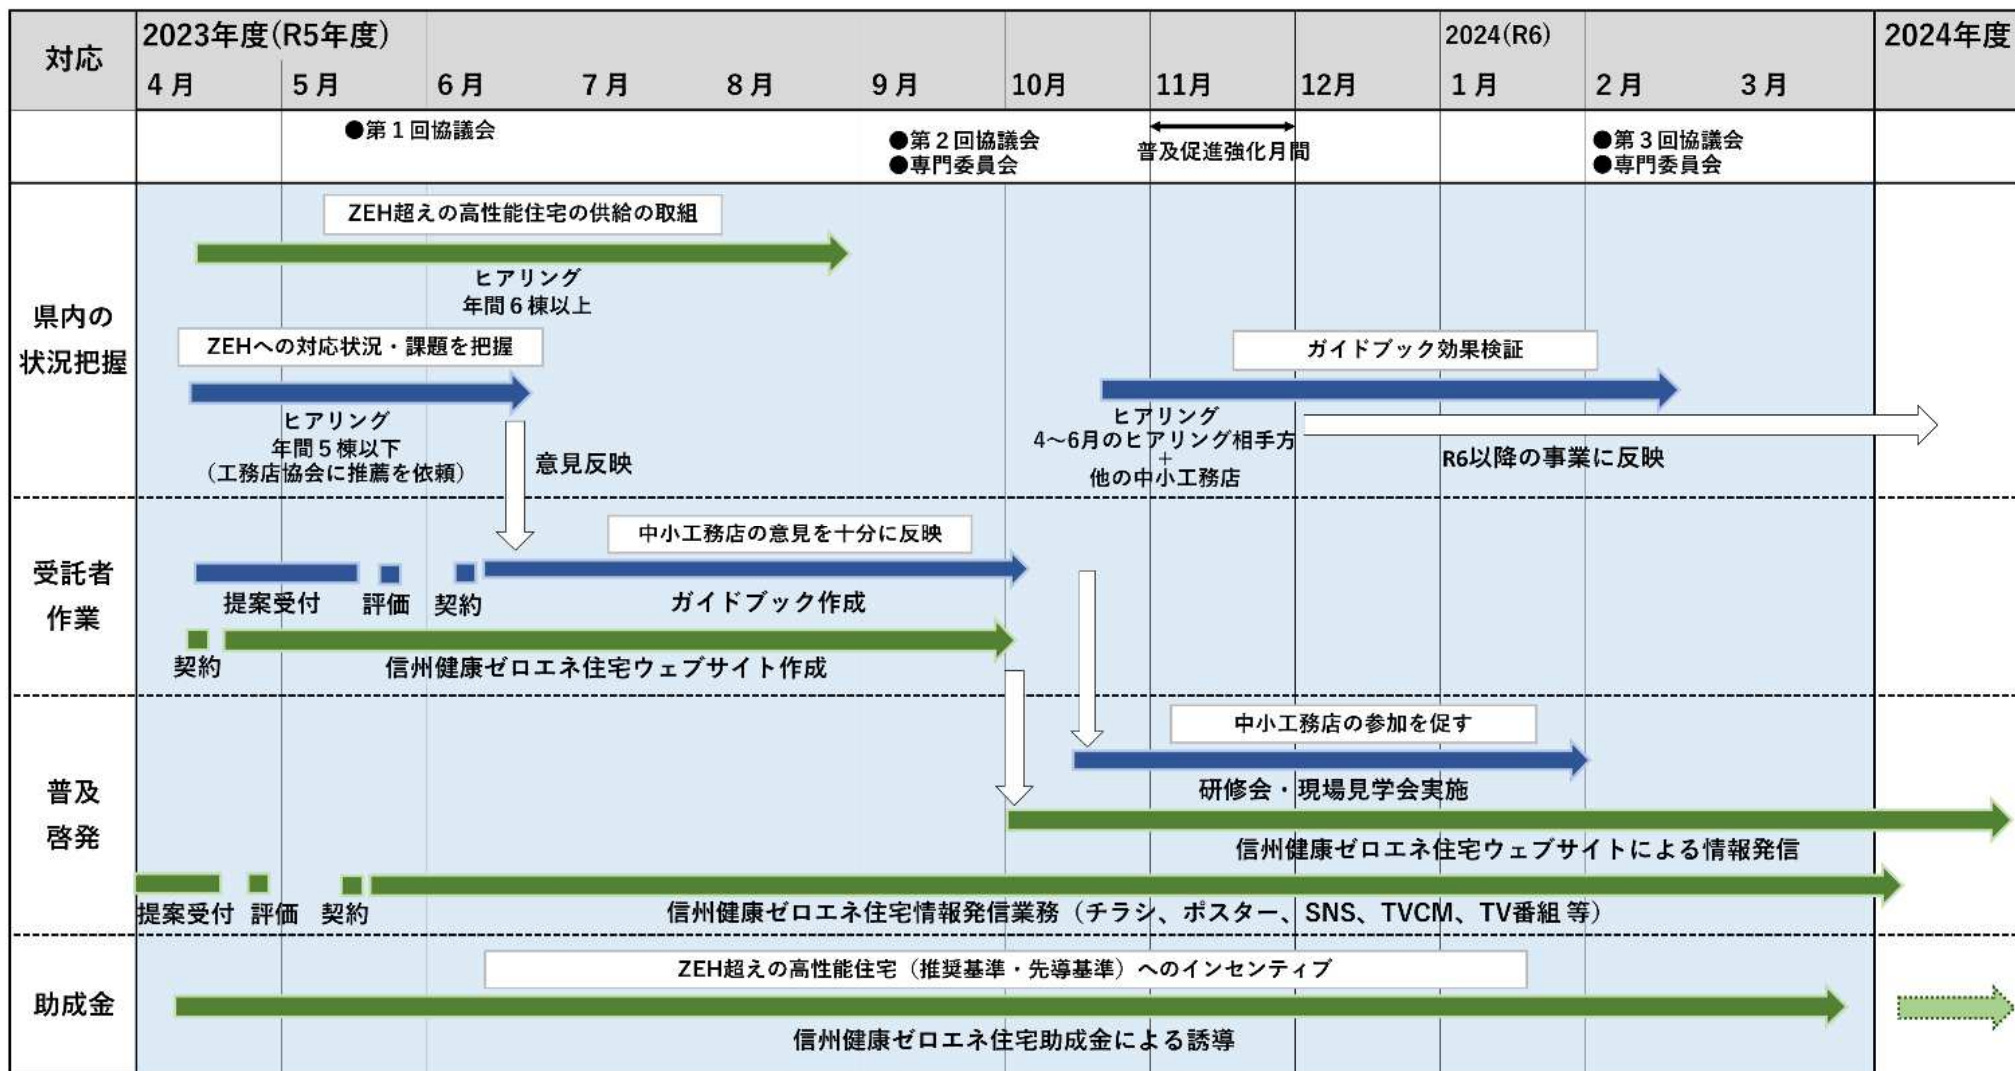 対応
2023年度(R5年度)
2024(R6)
2024年度
4月 5月 6月 7月 8月 9月 10月 11月 12月 1月 2月 3月
●第１回協議会
●第２回協議会
●専門委員会
普及促進強化月間
●第３回協議会
●専門委員会
県内の
状況把握
ZEH超えの高性能住宅の供給の取組
ヒアリング
年間６棟以上
ZEHへの対応状況・課題を把握
ヒアリング
年間５棟以下
（工務店協会に推薦を依頼）
意見反映
ガイドブック効果検証
ヒアリング
4～6月のヒアリング相手方
+
他の中小工務店
R6以降の事業に反映
受託者
作業
中小工務店の意見を十分に反映
提案受付 評価 契約 ガイドブック作成
契約 信州健康ゼロエネ住宅ウェブサイト作成
普及
啓発
中小工務店の参加を促す
研修会・現場見学会実施
信州健康ゼロエネ住宅ウェブサイトによる情報発信
提案受付 評価 契約 信州健康ゼロエネ住宅情報発信業務（チラシ、ポスター、SNS、TVCM、TV番組 等）
助成金
ZEH超えの高性能住宅（推奨基準・先導基準）へのインセンティブ
信州健康ゼロエネ住宅助成金による誘導